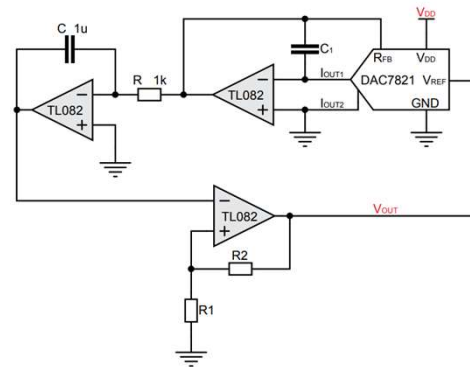 C 1u
R 1k
TL082
TL082
C1
IOUT1
IOUT2
RFB
VDD
VDD
DAC7821
VREF
GND
TL082
VOUT
R2
R1